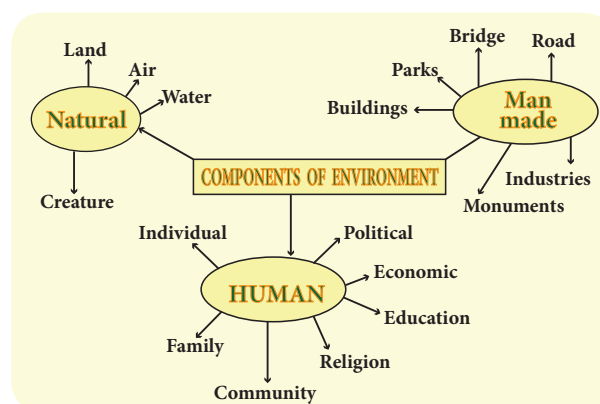 Bridge
Land
Road
Air
Parks
Water
Buildings
Natural
Man
made
COMPONENTS OF ENVIRONMENT
Industries
Creature
Monuments
Individual
Political
Economic
HUMAN
Education
Family
Religion
Community